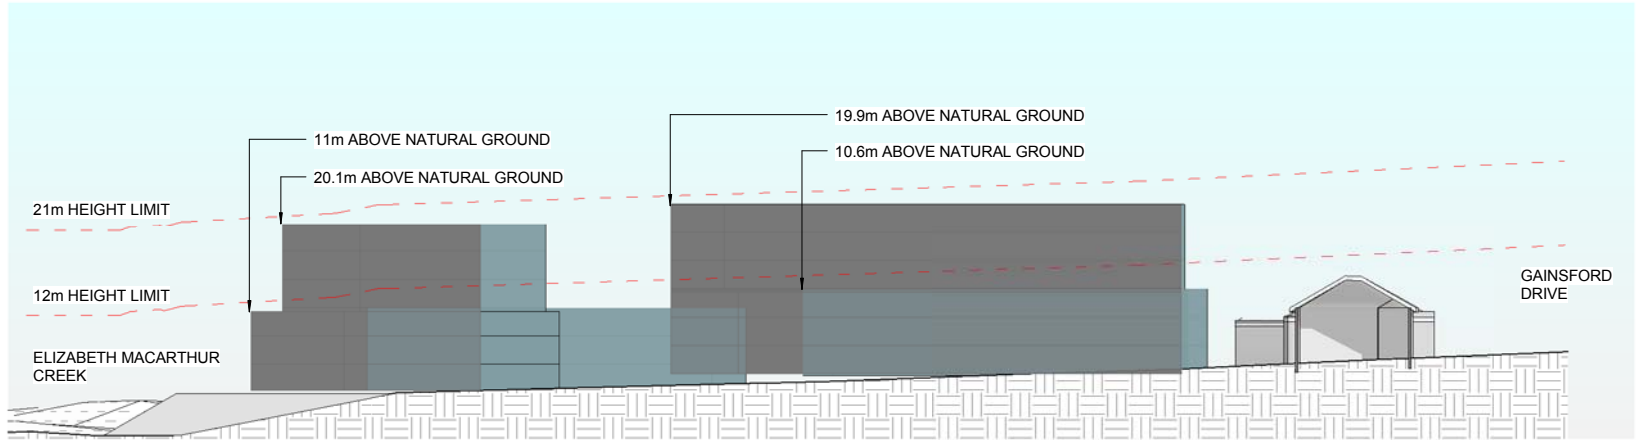 19.9m ABOVE NATURAL GROUND
11m ABOVE NATURAL GROUND
10.6m ABOVE NATURAL GROUND
20.1m ABOVE NATURAL GROUND
21m HEIGHT LIMIT
12m HEIGHT LIMIT
GAINSFORD
DRIVE
ELIZABETH MACARTHUR
CREEK